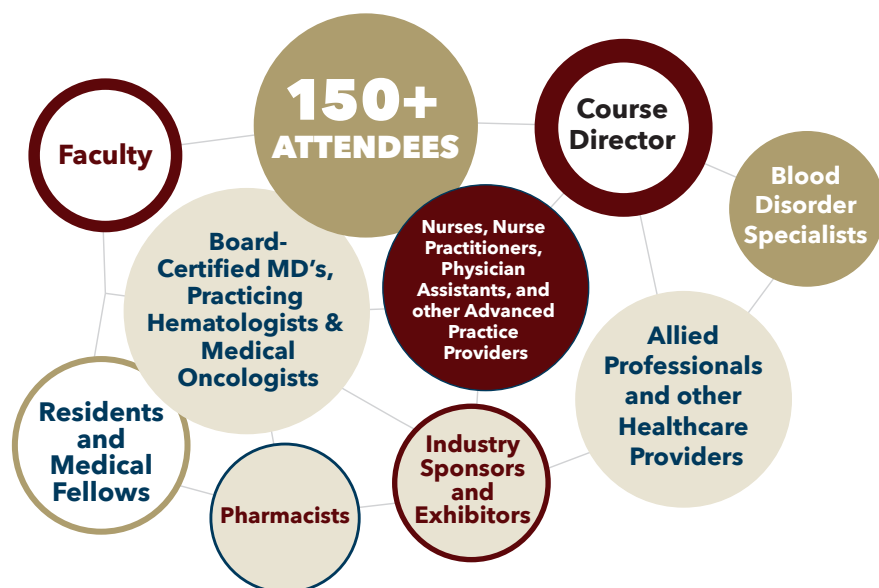 150+
ATTENDEES
Faculty
Course
Director
Blood
Disorder
Specialists
Board-
Certified MD's,
Practicing
Hematologists &
Medical
Oncologists
Nurses, Nurse
Practitioners,
Physician
Assistants, and
other Advanced
Practice
Providers
Allied
Professionals
and other
Healthcare
Providers
Residents
and
Medical
Fellows
Pharmacists
Industry
Sponsors
and
Exhibitors